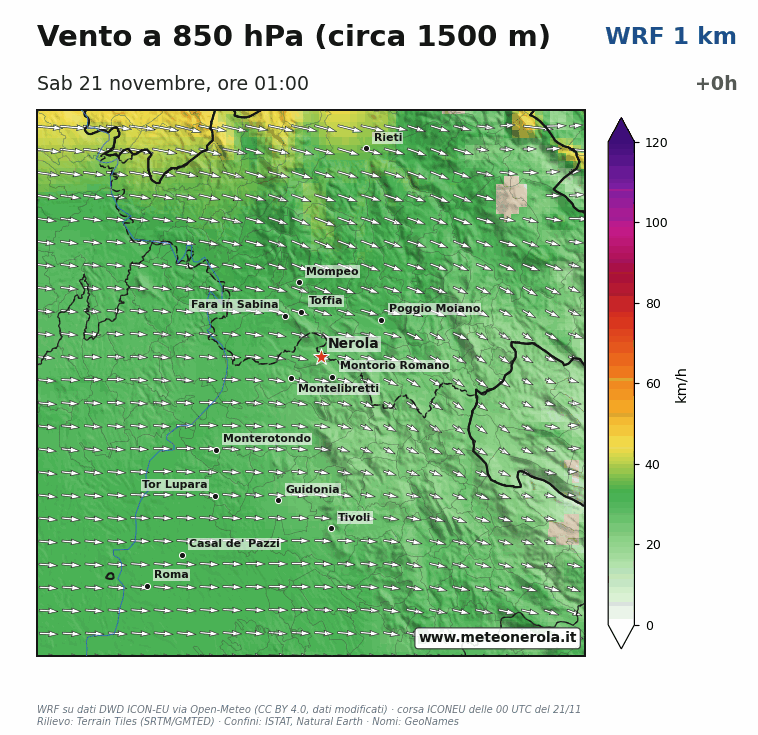 Vento a 850 hPa (circa 1500 m)
WRF 1 km
Sab 21 novembre, ore 01:00
+0h
Rieti
Mompeo
Toffia
Fara in Sabina
Poggio Moiano
Nerola
Montorio Romano
Montelibretti
Monterotondo
Tor Lupara
Guidonia
Tivoli
Casal de' Pazzi
Roma
www.meteonerola.it
120
100
80
60
40
20
0
km/h
WRF su dati DWD ICON-EU via Open-Meteo (CC BY 4.0, dati modificati) · corsa ICONEU delle 00 UTC del 21/11
Rilievo: Terrain Tiles (SRTM/GMTED) · Confini: ISTAT, Natural Earth · Nomi: GeoNames